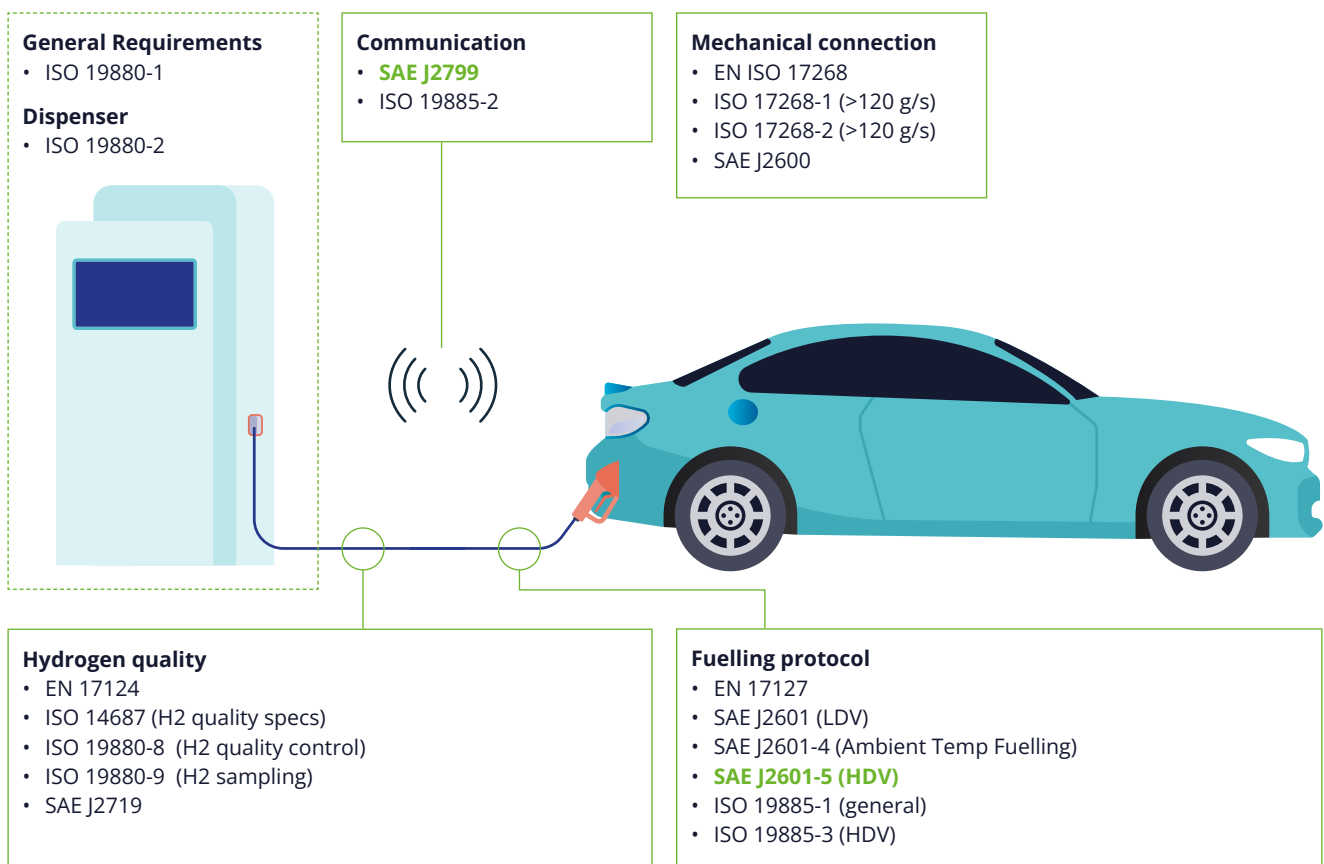 General Requirements
• ISO 19880-1
Dispenser
• ISO 19880-2
Communication
• SAE J2799
• ISO 19885-2
Mechanical connection
• EN ISO 17268
• ISO 17268-1 (>120 g/s)
• ISO 17268-2 (>120 g/s)
• SAE J2600
Hydrogen quality
• EN 17124
• ISO 14687 (H2 quality specs)
• ISO 19880-8  (H2 quality control)
• ISO 19880-9  (H2 sampling)
• SAE J2719
Fuelling protocol
• EN 17127
• SAE J2601 (LDV)
• SAE J2601-4 (Ambient Temp Fuelling)
• SAE J2601-5 (HDV)
• ISO 19885-1 (general)
• ISO 19885-3 (HDV)